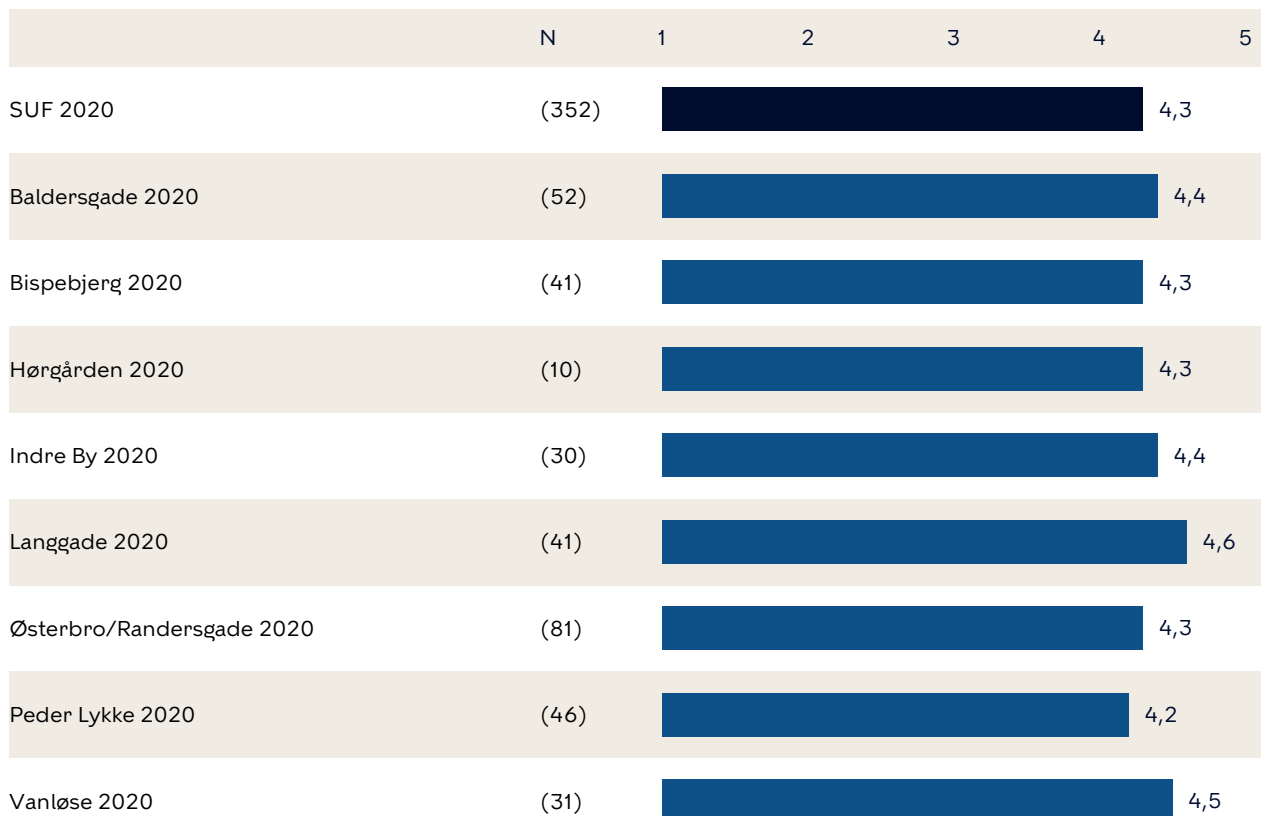 N 1 2 3 4 5
SUF 2020 (352) 4,3
Baldersgade 2020 (52) 4,4
Bispebjerg 2020 (41) 4,3
Hørgården 2020 (10) 4,3
Indre By 2020 (30) 4,4
Langgade 2020 (41) 4,6
Østerbro/Randersgade 2020 (81) 4,3
Peder Lykke 2020 (46) 4,2
Vanløse 2020 (31) 4,5